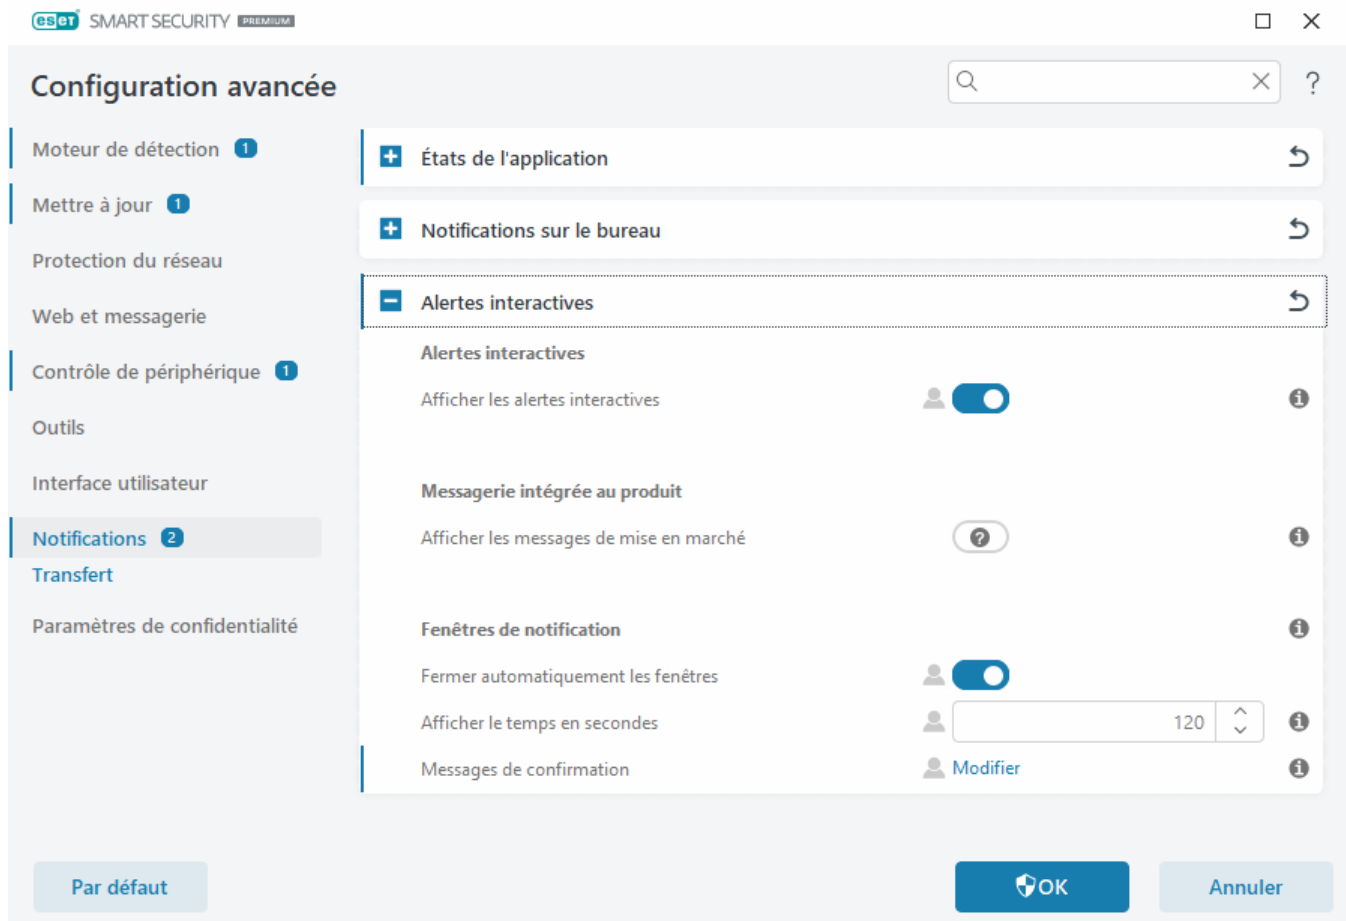 eset SMART SECURITY PREMIUM
Configuration avancée
?
Moteur de détection 1
Mettre à jour 1
Protection du réseau
Web et messagerie
Contrôle de périphérique 1
Outils
Interface utilisateur
Notifications 2
Transfert
Paramètres de confidentialité
États de l'application
Notifications sur le bureau
Alertes interactives
Alertes interactives
Afficher les alertes interactives
Messagerie intégrée au produit
Afficher les messages de mise en marché
Fenêtres de notification
Fermer automatiquement les fenêtres
Afficher le temps en secondes 120
Messages de confirmation Modifier
Par défaut
OK
Annuler